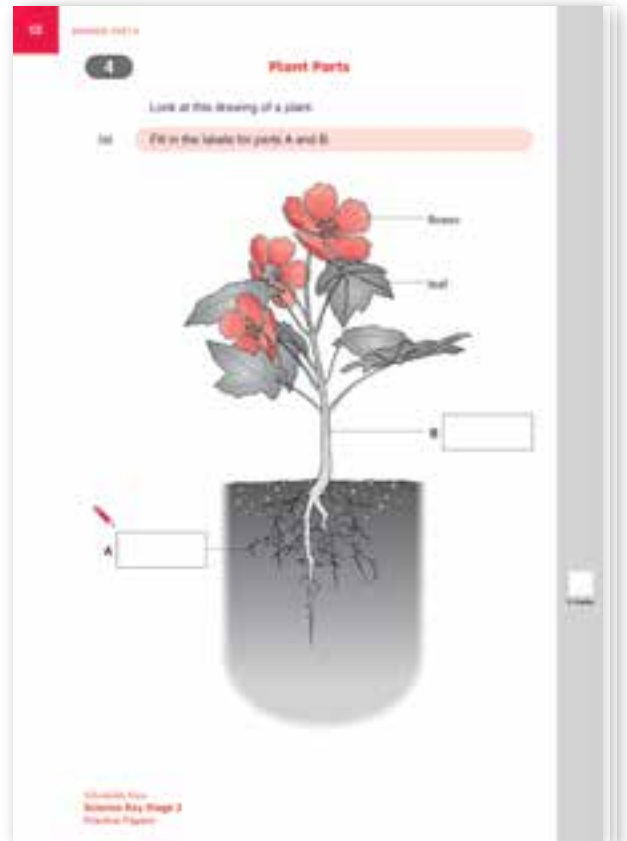 4
Plant Parts
Look at this drawing of a plant
(a)
Fill in the labels for parts A and B
flower
leaf
B
A
Science Key Stage 2
Practice Papers